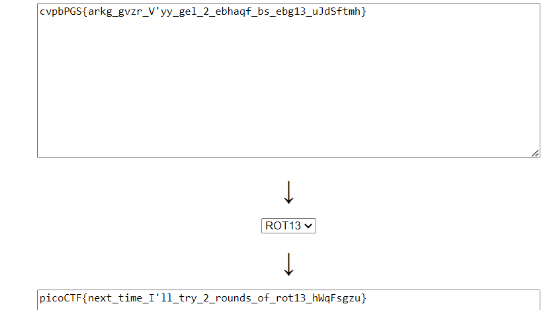 cvpbPGS{arkg_gvzr_V'yy_gel_2_ebhaqf_bs_ebg13_uJdSftmh}
ROT13
picoCTF{next_time_I'll_try_2_rounds_of_rot13_hWqFsgzu}